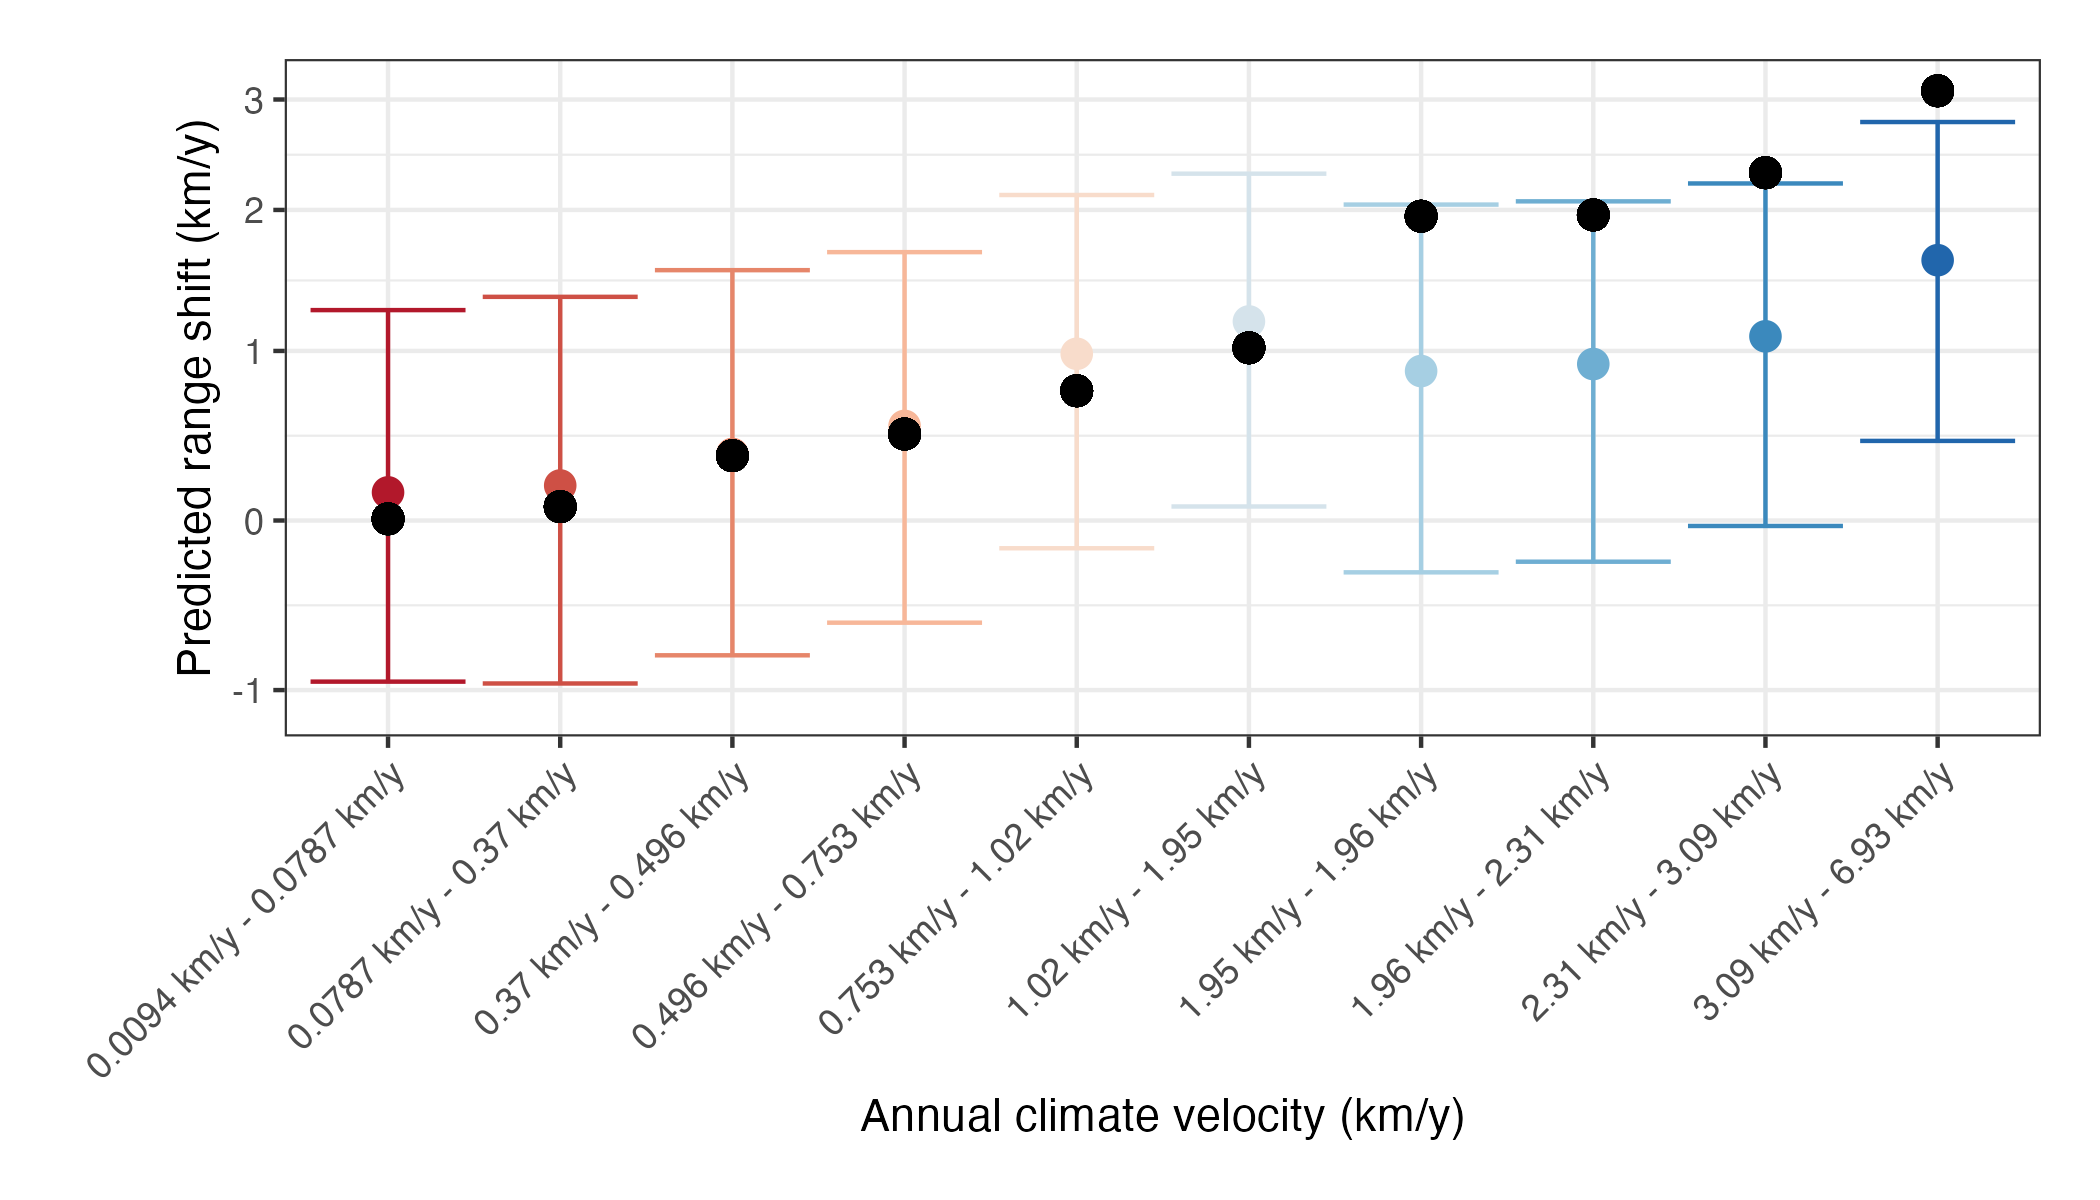 Predicted range shift (km/y)
3
2
1
0
-1
0.0094 km/y - 0.0787 km/y
0.0787 km/y - 0.37 km/y
0.37 km/y - 0.496 km/y
0.496 km/y - 0.753 km/y
0.753 km/y - 1.02 km/y
1.02 km/y - 1.95 km/y
1.95 km/y - 1.96 km/y
1.96 km/y - 2.31 km/y
2.31 km/y - 3.09 km/y
3.09 km/y - 6.93 km/y
Annual climate velocity (km/y)